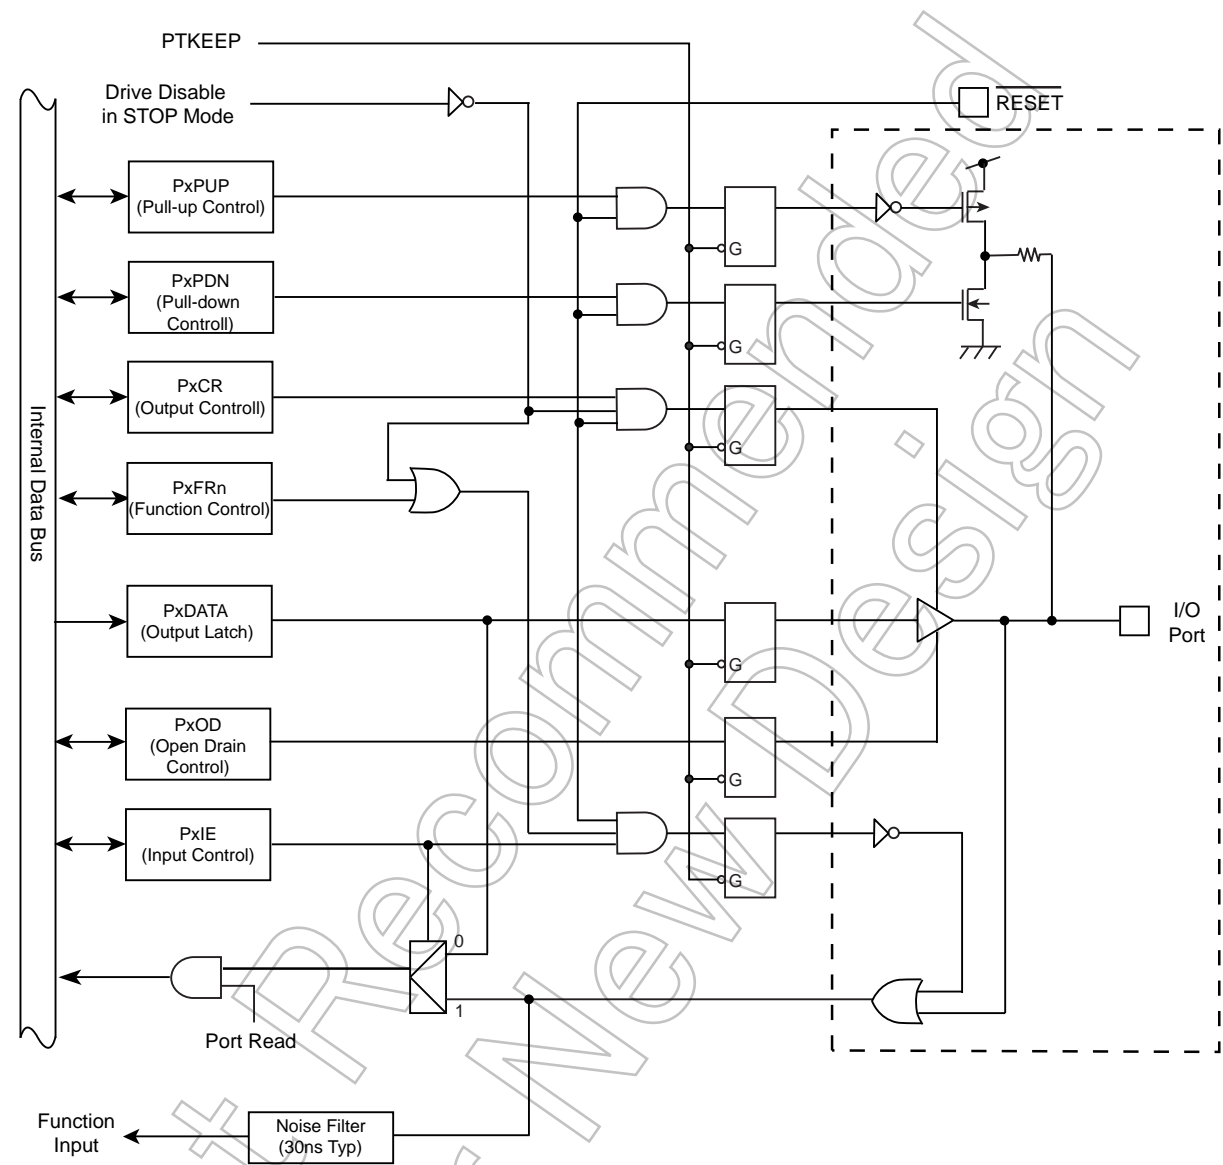 PTKEEP
Drive Disable
in STOP Mode
RESET
PxPUP
(Pull-up Control)
G
PxPDN
(Pull-down
Controll)
G
PxCR
(Output Controll)
G
Internal Data Bus
PxFRn
(Function Control)
PxDATA
(Output Latch)
G
I/O
Port
PxOD
(Open Drain
Control)
G
PxIE
(Input Control)
G
0
1
Port Read
Function
Input
Noise Filter
(30ns Typ)
t Recommended
New Design